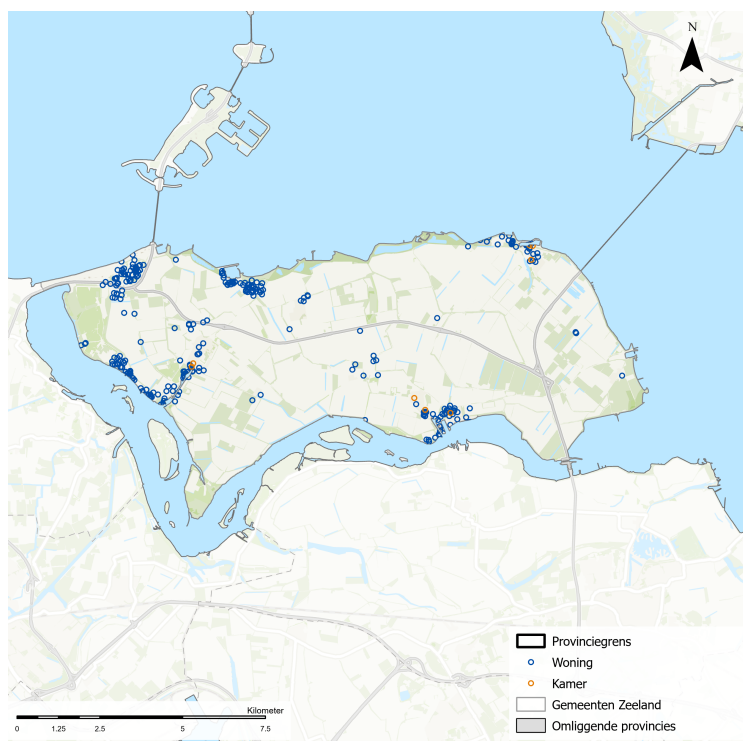 N
Provinciegrens
Woning
Kamer
Gemeenten Zeeland
Omliggende provincies
Kilometer
0 1.25 2.5 5 7.5